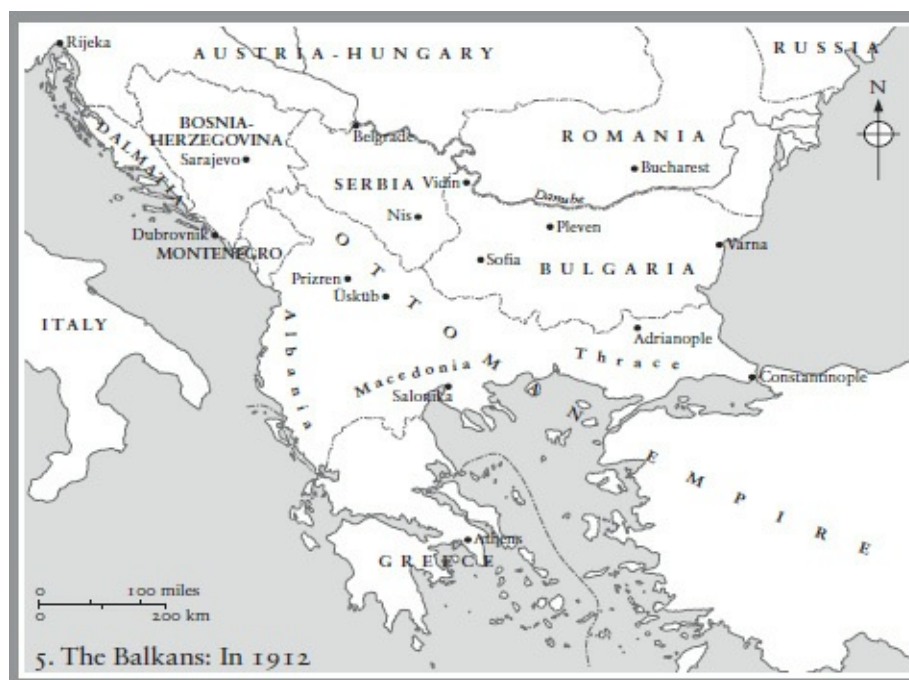 Rijeka
AUSTRIA-HUNGARY
RUSSIA
N
DALMATIA
BOSNIA-
HERZEGOVINA
Sarajevo
Belgrade
ROMANIA
Bucharest
SERBIA
Vidin
Danube
Nis
Pleven
Dubrovnik
MONTENEGRO
Varna
Sofia
BULGARIA
Prizren
Üsküb
OTTOMAN EMPIRE
ITALY
Albania
Adrianople
Thrace
Macedonia
Salonika
Constantinople
Athens
GREECE
0 100 miles
0 200 km
5. The Balkans: In 1912